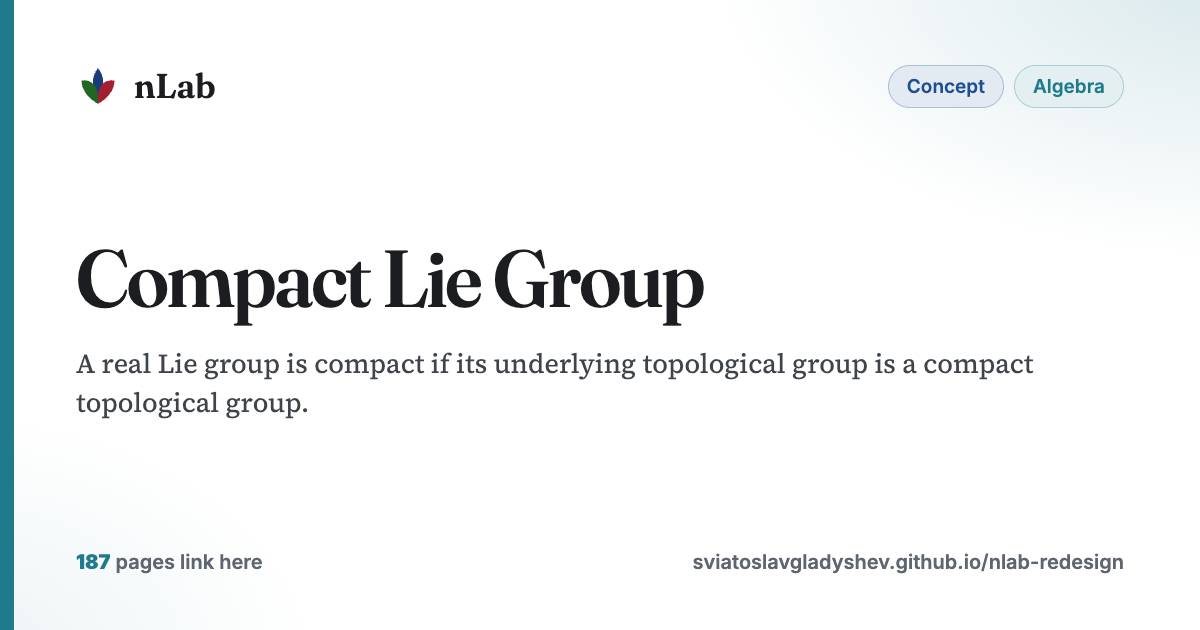 nLab
Concept
Algebra
Compact Lie Group
A real Lie group is compact if its underlying topological group is a compact
topological group.
187 pages link here
sviatoslavgladyshev.github.io/nlab-redesign